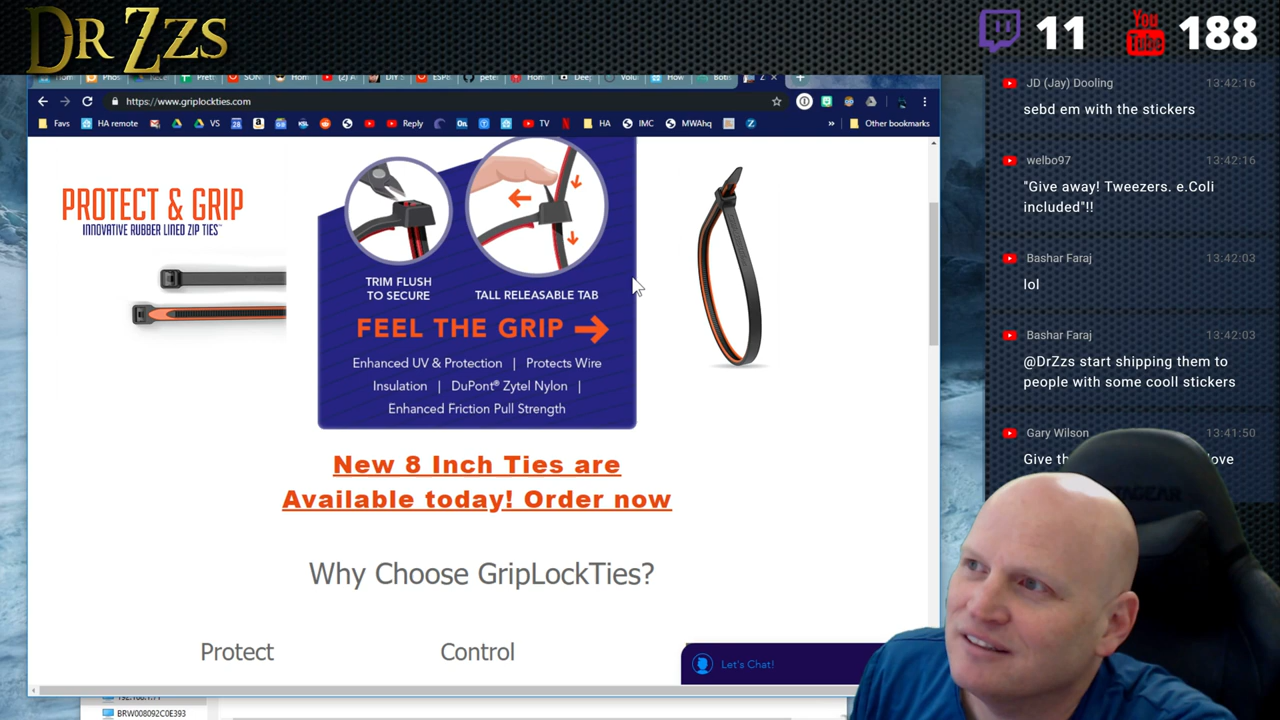 DR ZZS
11
You
Tube
188
https://www.griplockties.com
Favs
HA remote
VS
Reply
TV
HA
IMC
MWAhq
Other bookmarks
PROTECT & GRIP
INNOVATIVE RUBBER LINED ZIP TIES™
TRIM FLUSH
TO SECURE
TALL RELEASABLE TAB
FEEL THE GRIP
Enhanced UV & Protection | Protects Wire
Insulation | DuPont® Zytel Nylon |
Enhanced Friction Pull Strength
New 8 Inch Ties are
Available today! Order now
Why Choose GripLockTies?
Protect
Control
Let's Chat!
BRW008092C0E393
JD (Jay) Dooling 13:42:16
sebd em with the stickers
welbo97 13:42:16
"Give away! Tweezers. e.Coli
included"!!
Bashar Faraj 13:42:03
lol
Bashar Faraj 13:42:03
@DrZzs start shipping them to
people with some cooll stickers
Gary Wilson 13:41:50